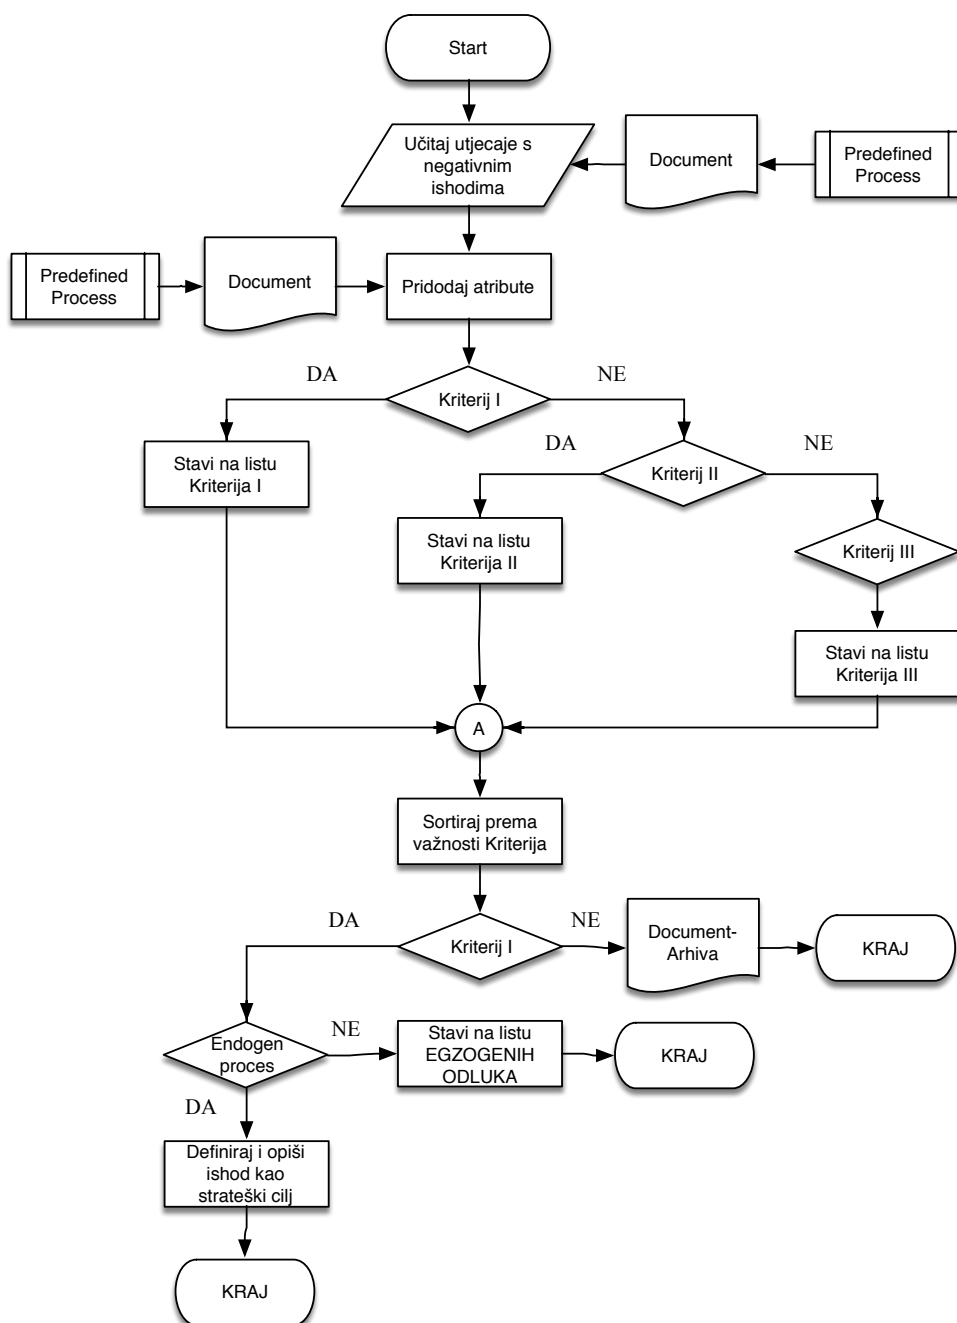 Start
Učitaj utjecaje s
negativnim
ishodima
Document
Predefined
Process
Predefined
Process
Document
Pridodaj atribute
DA
Kriterij I
NE
Stavi na listu
Kriterija I
DA
Kriterij II
NE
Stavi na listu
Kriterija II
Kriterij III
Stavi na listu
Kriterija III
A
Sortiraj prema
važnosti Kriterija
DA
Kriterij I
NE
Document-
Arhiva
KRAJ
Endogen
proces
NE
Stavi na listu
EGZOGENIH
ODLUKA
KRAJ
DA
Definiraj i opiši
ishod kao
strateški cilj
KRAJ